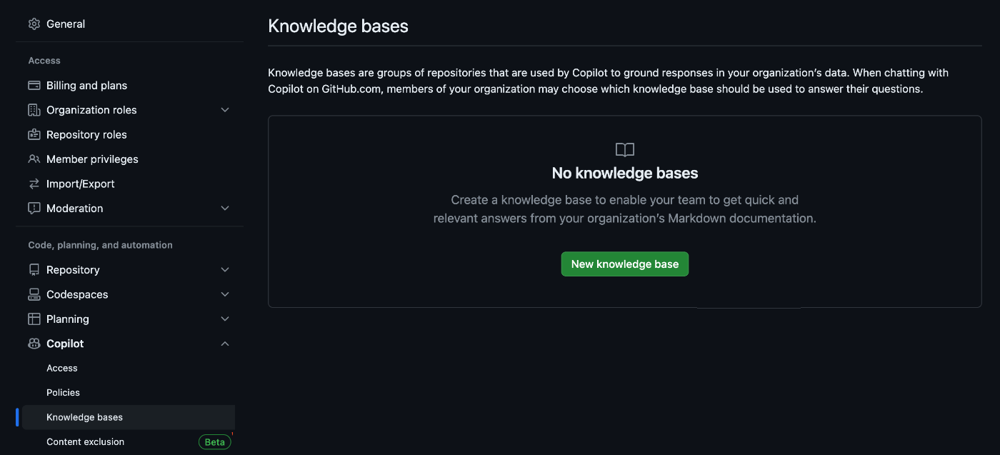 General
Access
Billing and plans
Organization roles
Repository roles
Member privileges
Import/Export
Moderation
Code, planning, and automation
Repository
Codespaces
Planning
Copilot
Access
Policies
Knowledge bases
Content exclusion Beta
Knowledge bases
Knowledge bases are groups of repositories that are used by Copilot to ground responses in your organization’s data. When chatting with
Copilot on GitHub.com, members of your organization may choose which knowledge base should be used to answer their questions.
No knowledge bases
Create a knowledge base to enable your team to get quick and
relevant answers from your organization’s Markdown documentation.
New knowledge base